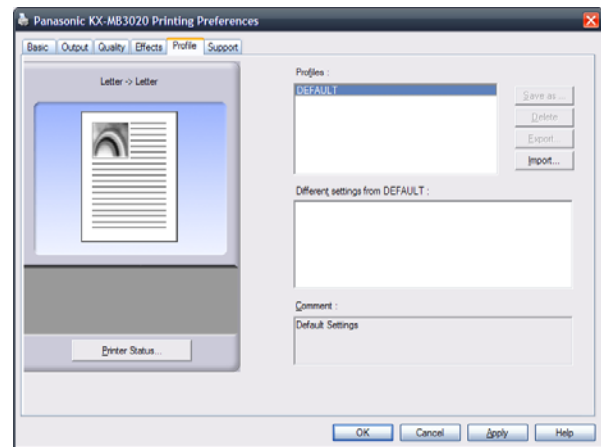 Panasonic KX-MB3020 Printing Preferences
Basic Output Quality Effects Profile Support
Letter -> Letter
Profiles :
DEFAULT
Save as ...
Delete
Export...
Import...
Different settings from DEFAULT :
Comment :
Default Settings
Printer Status...
OK Cancel Apply Help